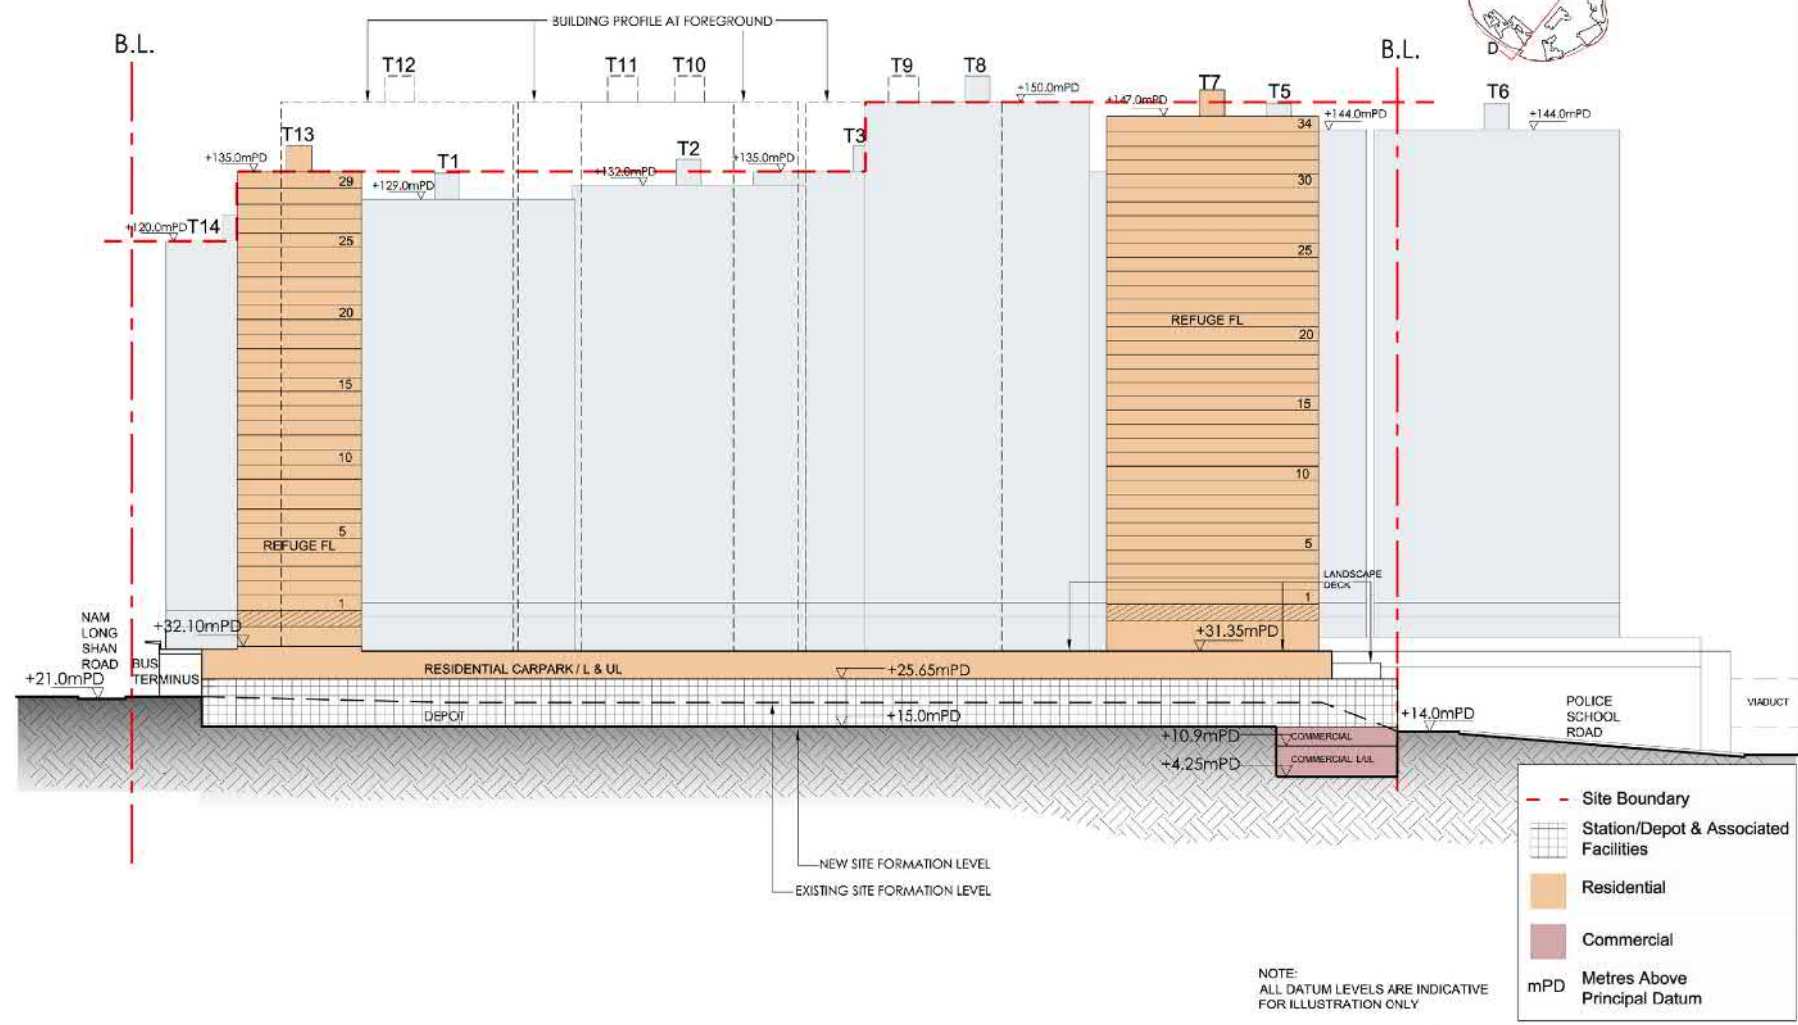 BUILDING PROFILE AT FOREGROUND
B.L.
B.L.
D
T12
T11
T10
T9
T8
T7
T5
T6
+150.0mPD
+147.0mPD
+144.0mPD
+144.0mPD
T13
T1
T2
T3
+135.0mPD
+129.0mPD
+132.0mPD
+135.0mPD
+120.0mPD
T14
29
25
20
15
10
5
REFUGE FL
1
34
30
25
REFUGE FL
20
15
10
5
1
LANDSCAPE
DECK
NAM
LONG
SHAN
ROAD
+32.10mPD
+31.35mPD
BUS
TERMINUS
+21.0mPD
RESIDENTIAL CARPARK / L & UL
+25.65mPD
DEPOT
+15.0mPD
+14.0mPD
POLICE
SCHOOL
ROAD
VIADUCT
+10.9mPD
COMMERCIAL
+4.25mPD
COMMERCIAL L/UL
NEW SITE FORMATION LEVEL
EXISTING SITE FORMATION LEVEL
Site Boundary
Station/Depot & Associated
Facilities
Residential
Commercial
mPD
Metres Above
Principal Datum
NOTE:
ALL DATUM LEVELS ARE INDICATIVE
FOR ILLUSTRATION ONLY